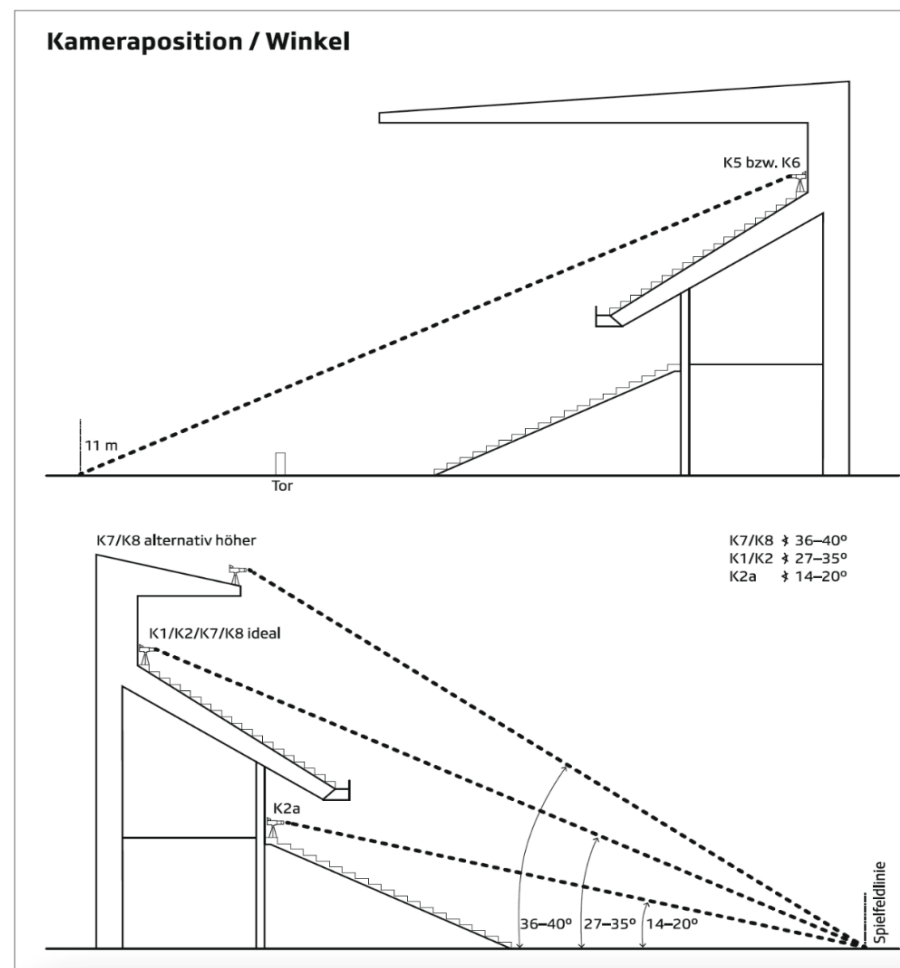 Kameraposition / Winkel
K5 bzw. K6
11 m
Tor
K7/K8 alternativ höher
K7/K8 ∢ 36–40º
K1/K2 ∢ 27–35º
K2a ∢ 14–20º
K1/K2/K7/K8 ideal
K2a
36–40º
27–35º
14–20º
Spielfeldlinie